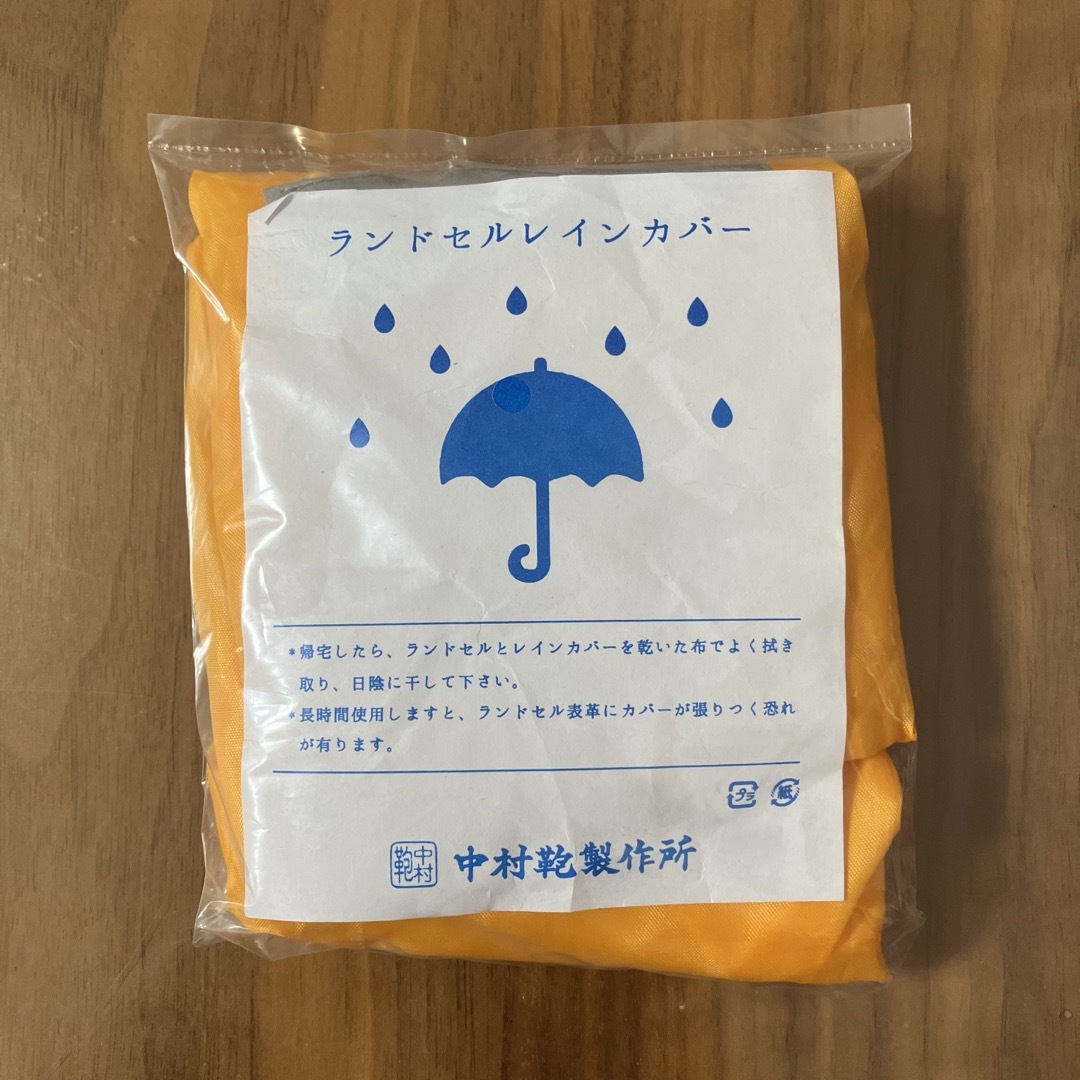 ランドセルレインカバー
*帰宅したら、ランドセルとレインカバーを乾いた布でよく拭き
取り、日陰に干して下さい。
*長時間使用しますと、ランドセル表革にカバーが張りつく恐れ
が有ります。
プラ 紙
中村鞄 中村鞄製作所